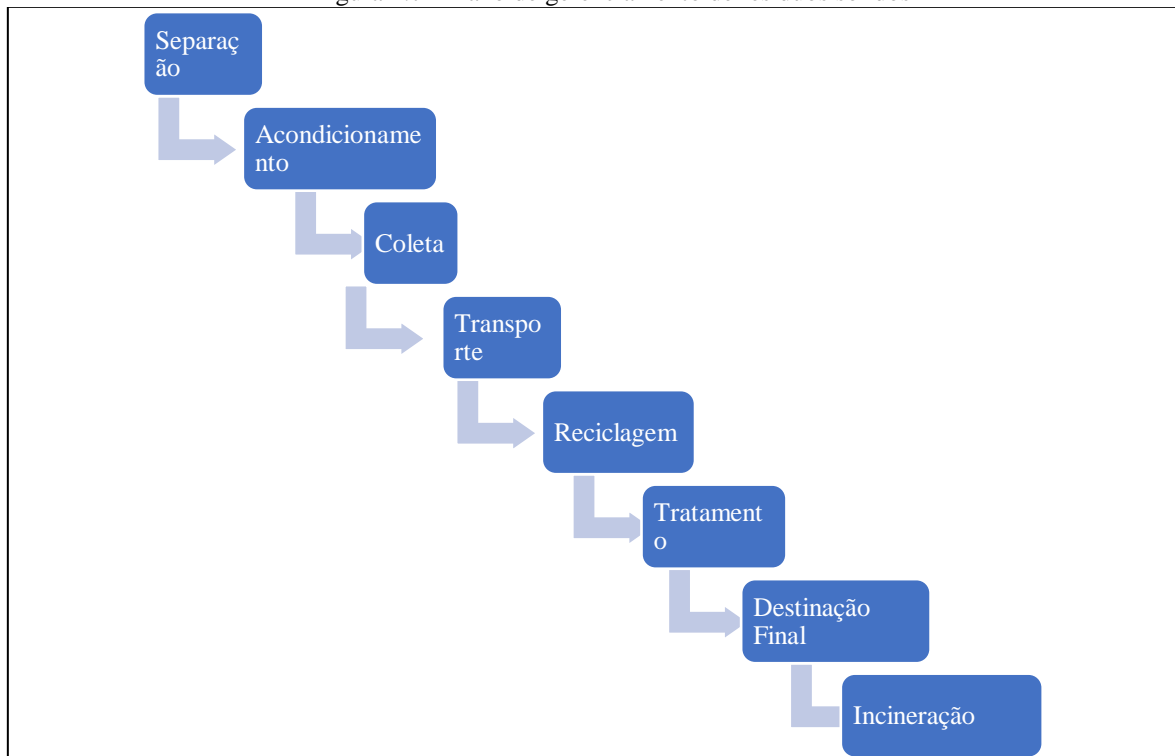 Separaç
ão
Acondicioname
nto
Coleta
Transpo
rte
Reciclagem
Tratament
o
Destinação
Final
Incineração